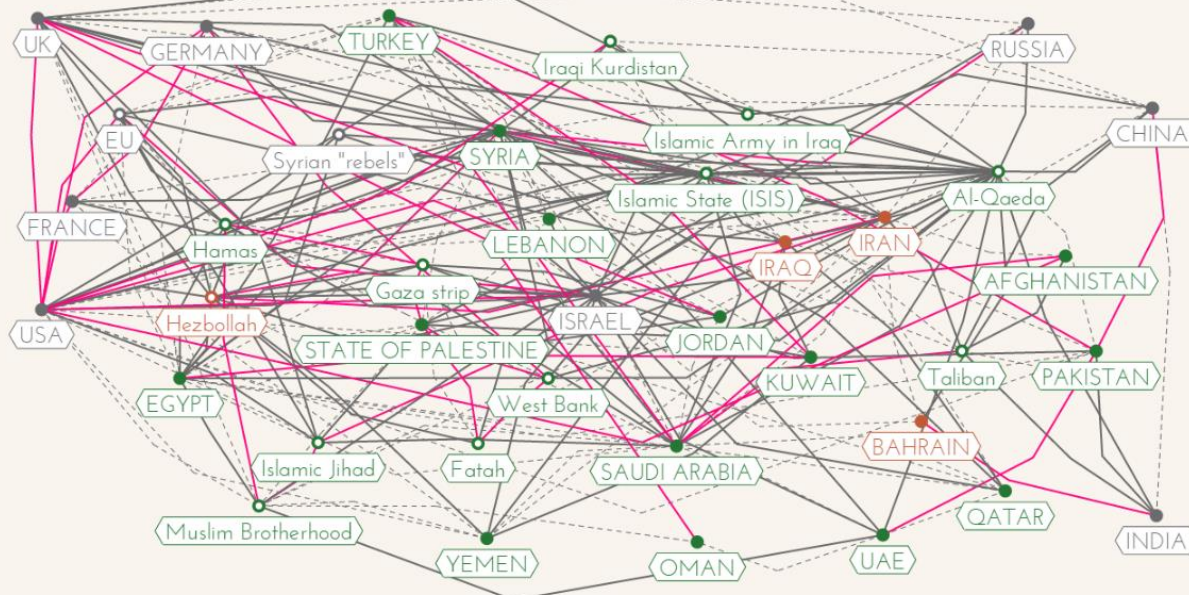 UK
GERMANY
TURKEY
Iraqi Kurdistan
RUSSIA
EU
Syrian "rebels"
SYRIA
Islamic Army in Iraq
CHINA
FRANCE
Hamas
Islamic State (ISIS)
Al-Qaeda
LEBANON
IRAN
IRAQ
AFGHANISTAN
Gaza strip
USA
Hezbollah
ISRAEL
STATE OF PALESTINE
JORDAN
KUWAIT
Taliban
PAKISTAN
EGYPT
West Bank
BAHRAIN
Islamic Jihad
Fatah
SAUDI ARABIA
QATAR
Muslim Brotherhood
INDIA
YEMEN
OMAN
UAE